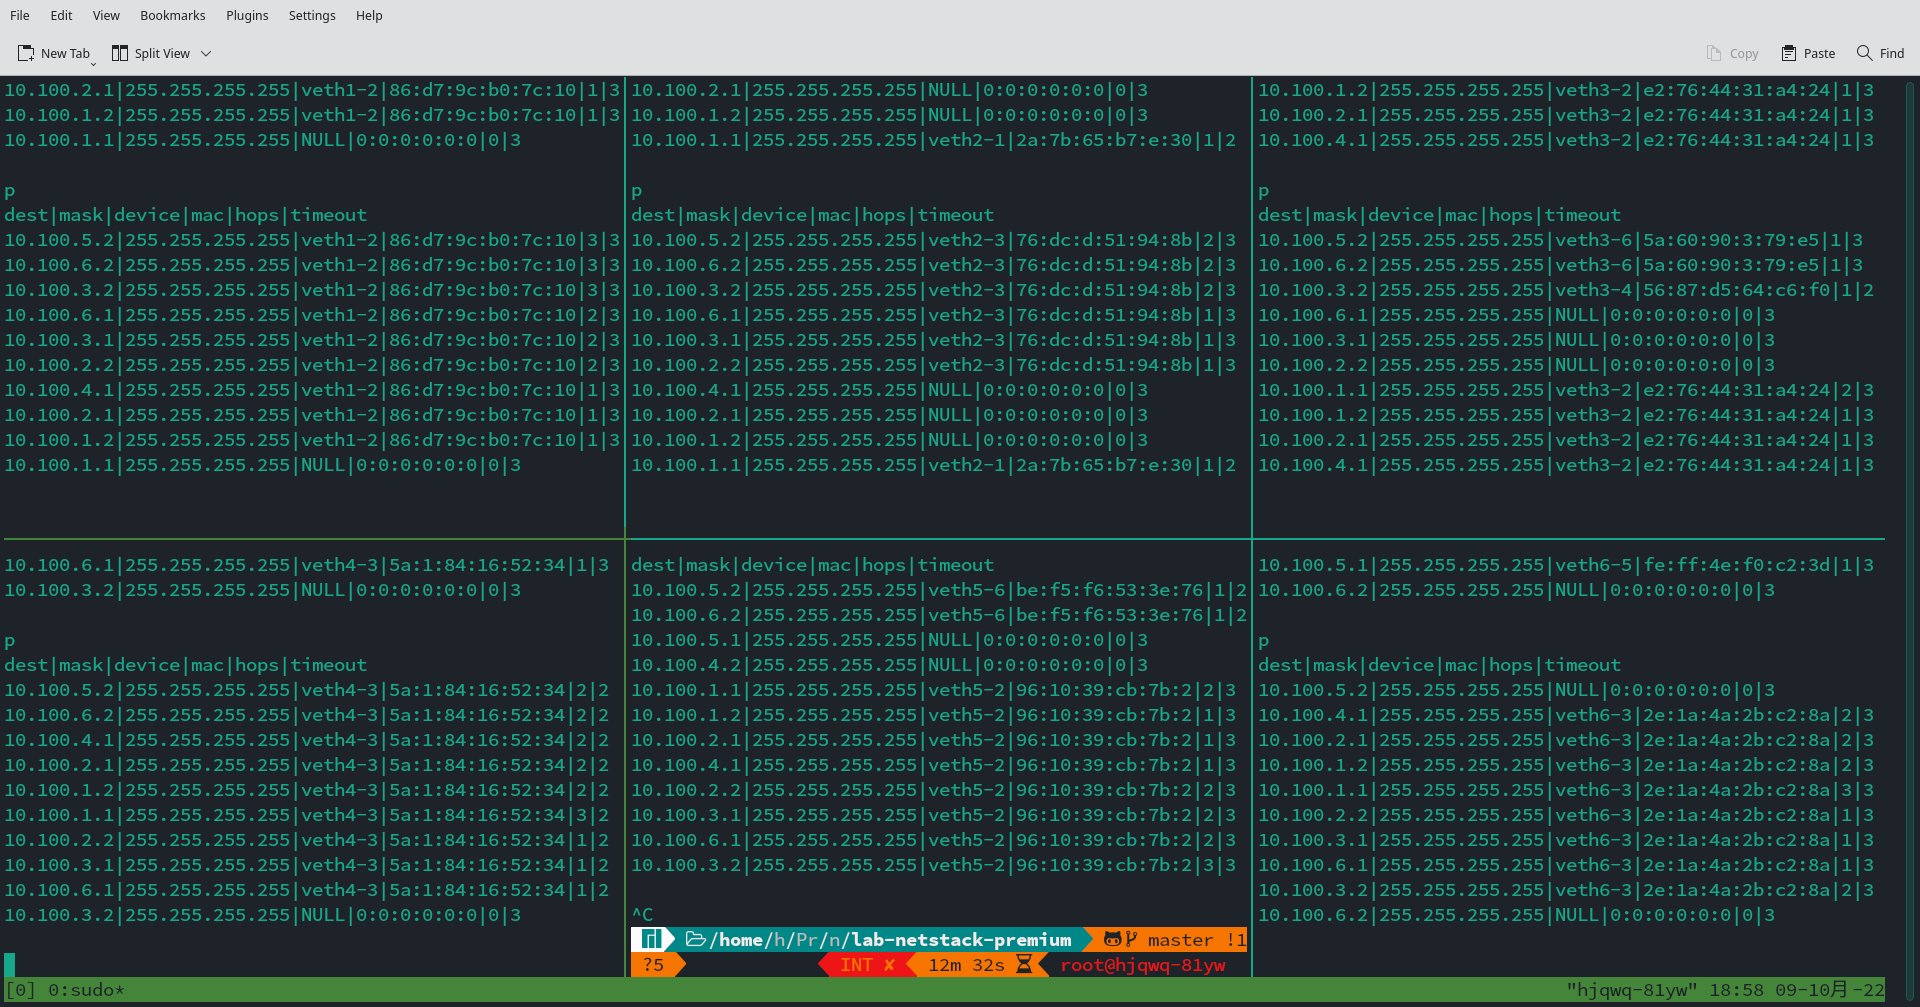 File Edit View Bookmarks Plugins Settings Help
New Tab Split View Copy Paste Find
10.100.2.1|255.255.255.255|veth1-2|86:d7:9c:b0:7c:10|1|3
10.100.1.2|255.255.255.255|veth1-2|86:d7:9c:b0:7c:10|1|3
10.100.1.1|255.255.255.255|NULL|0:0:0:0:0:0|0|3
p
dest|mask|device|mac|hops|timeout
10.100.5.2|255.255.255.255|veth1-2|86:d7:9c:b0:7c:10|3|3
10.100.6.2|255.255.255.255|veth1-2|86:d7:9c:b0:7c:10|3|3
10.100.3.2|255.255.255.255|veth1-2|86:d7:9c:b0:7c:10|3|3
10.100.6.1|255.255.255.255|veth1-2|86:d7:9c:b0:7c:10|2|3
10.100.3.1|255.255.255.255|veth1-2|86:d7:9c:b0:7c:10|2|3
10.100.2.2|255.255.255.255|veth1-2|86:d7:9c:b0:7c:10|2|3
10.100.4.1|255.255.255.255|veth1-2|86:d7:9c:b0:7c:10|1|3
10.100.2.1|255.255.255.255|veth1-2|86:d7:9c:b0:7c:10|1|3
10.100.1.2|255.255.255.255|veth1-2|86:d7:9c:b0:7c:10|1|3
10.100.1.1|255.255.255.255|NULL|0:0:0:0:0:0|0|3
10.100.2.1|255.255.255.255|NULL|0:0:0:0:0:0|0|3
10.100.1.2|255.255.255.255|NULL|0:0:0:0:0:0|0|3
10.100.1.1|255.255.255.255|veth2-1|2a:7b:65:b7:e:30|1|2
p
dest|mask|device|mac|hops|timeout
10.100.5.2|255.255.255.255|veth2-3|76:dc:d:51:94:8b|2|3
10.100.6.2|255.255.255.255|veth2-3|76:dc:d:51:94:8b|2|3
10.100.3.2|255.255.255.255|veth2-3|76:dc:d:51:94:8b|2|3
10.100.6.1|255.255.255.255|veth2-3|76:dc:d:51:94:8b|1|3
10.100.3.1|255.255.255.255|veth2-3|76:dc:d:51:94:8b|1|3
10.100.2.2|255.255.255.255|veth2-3|76:dc:d:51:94:8b|1|3
10.100.4.1|255.255.255.255|NULL|0:0:0:0:0:0|0|3
10.100.2.1|255.255.255.255|NULL|0:0:0:0:0:0|0|3
10.100.1.2|255.255.255.255|NULL|0:0:0:0:0:0|0|3
10.100.1.1|255.255.255.255|veth2-1|2a:7b:65:b7:e:30|1|2
10.100.1.2|255.255.255.255|veth3-2|e2:76:44:31:a4:24|1|3
10.100.2.1|255.255.255.255|veth3-2|e2:76:44:31:a4:24|1|3
10.100.4.1|255.255.255.255|veth3-2|e2:76:44:31:a4:24|1|3
p
dest|mask|device|mac|hops|timeout
10.100.5.2|255.255.255.255|veth3-6|5a:60:90:3:79:e5|1|3
10.100.6.2|255.255.255.255|veth3-6|5a:60:90:3:79:e5|1|3
10.100.3.2|255.255.255.255|veth3-4|56:87:d5:64:c6:f0|1|2
10.100.6.1|255.255.255.255|NULL|0:0:0:0:0:0|0|3
10.100.3.1|255.255.255.255|NULL|0:0:0:0:0:0|0|3
10.100.2.2|255.255.255.255|NULL|0:0:0:0:0:0|0|3
10.100.1.1|255.255.255.255|veth3-2|e2:76:44:31:a4:24|2|3
10.100.1.2|255.255.255.255|veth3-2|e2:76:44:31:a4:24|1|3
10.100.2.1|255.255.255.255|veth3-2|e2:76:44:31:a4:24|1|3
10.100.4.1|255.255.255.255|veth3-2|e2:76:44:31:a4:24|1|3
10.100.6.1|255.255.255.255|veth4-3|5a:1:84:16:52:34|1|3
10.100.3.2|255.255.255.255|NULL|0:0:0:0:0:0|0|3
p
dest|mask|device|mac|hops|timeout
10.100.5.2|255.255.255.255|veth4-3|5a:1:84:16:52:34|2|2
10.100.6.2|255.255.255.255|veth4-3|5a:1:84:16:52:34|2|2
10.100.4.1|255.255.255.255|veth4-3|5a:1:84:16:52:34|2|2
10.100.2.1|255.255.255.255|veth4-3|5a:1:84:16:52:34|2|2
10.100.1.2|255.255.255.255|veth4-3|5a:1:84:16:52:34|2|2
10.100.1.1|255.255.255.255|veth4-3|5a:1:84:16:52:34|3|2
10.100.2.2|255.255.255.255|veth4-3|5a:1:84:16:52:34|1|2
10.100.3.1|255.255.255.255|veth4-3|5a:1:84:16:52:34|1|2
10.100.6.1|255.255.255.255|veth4-3|5a:1:84:16:52:34|1|2
10.100.3.2|255.255.255.255|NULL|0:0:0:0:0:0|0|3
dest|mask|device|mac|hops|timeout
10.100.5.2|255.255.255.255|veth5-6|be:f5:f6:53:3e:76|1|2
10.100.6.2|255.255.255.255|veth5-6|be:f5:f6:53:3e:76|1|2
10.100.5.1|255.255.255.255|NULL|0:0:0:0:0:0|0|3
10.100.4.2|255.255.255.255|NULL|0:0:0:0:0:0|0|3
10.100.1.1|255.255.255.255|veth5-2|96:10:39:cb:7b:2|2|3
10.100.1.2|255.255.255.255|veth5-2|96:10:39:cb:7b:2|1|3
10.100.2.1|255.255.255.255|veth5-2|96:10:39:cb:7b:2|1|3
10.100.4.1|255.255.255.255|veth5-2|96:10:39:cb:7b:2|1|3
10.100.2.2|255.255.255.255|veth5-2|96:10:39:cb:7b:2|2|3
10.100.3.1|255.255.255.255|veth5-2|96:10:39:cb:7b:2|2|3
10.100.6.1|255.255.255.255|veth5-2|96:10:39:cb:7b:2|2|3
10.100.3.2|255.255.255.255|veth5-2|96:10:39:cb:7b:2|3|3
^C
/home/h/Pr/n/lab-netstack-premium master !1
?5 INT ✘ 12m 32s root@hjqwq-81yw
10.100.5.1|255.255.255.255|veth6-5|fe:ff:4e:f0:c2:3d|1|3
10.100.6.2|255.255.255.255|NULL|0:0:0:0:0:0|0|3
p
dest|mask|device|mac|hops|timeout
10.100.5.2|255.255.255.255|NULL|0:0:0:0:0:0|0|3
10.100.4.1|255.255.255.255|veth6-3|2e:1a:4a:2b:c2:8a|2|3
10.100.2.1|255.255.255.255|veth6-3|2e:1a:4a:2b:c2:8a|2|3
10.100.1.2|255.255.255.255|veth6-3|2e:1a:4a:2b:c2:8a|2|3
10.100.1.1|255.255.255.255|veth6-3|2e:1a:4a:2b:c2:8a|3|3
10.100.2.2|255.255.255.255|veth6-3|2e:1a:4a:2b:c2:8a|1|3
10.100.3.1|255.255.255.255|veth6-3|2e:1a:4a:2b:c2:8a|1|3
10.100.6.1|255.255.255.255|veth6-3|2e:1a:4a:2b:c2:8a|1|3
10.100.3.2|255.255.255.255|veth6-3|2e:1a:4a:2b:c2:8a|2|3
10.100.6.2|255.255.255.255|NULL|0:0:0:0:0:0|0|3
[0] 0:sudo* "hjqwq-81yw" 18:58 09-10月-22